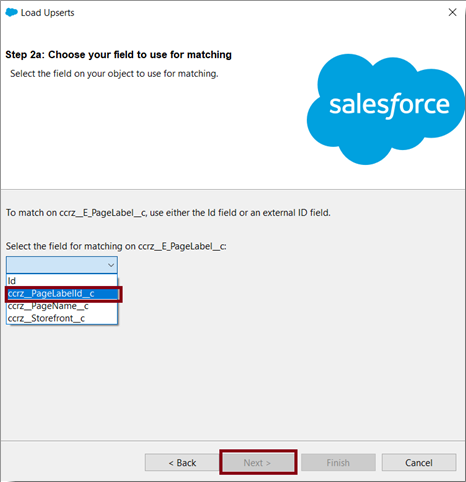 Load Upserts
Step 2a: Choose your field to use for matching
Select the field on your object to use for matching.
salesforce
To match on ccrz__E_PageLabel__c, use either the Id field or an external ID field.
Select the field for matching on ccrz__E_PageLabel__c:
Id
ccrz__PageLabelId__c
ccrz__PageName__c
ccrz__Storefront__c
< Back Next > Finish Cancel